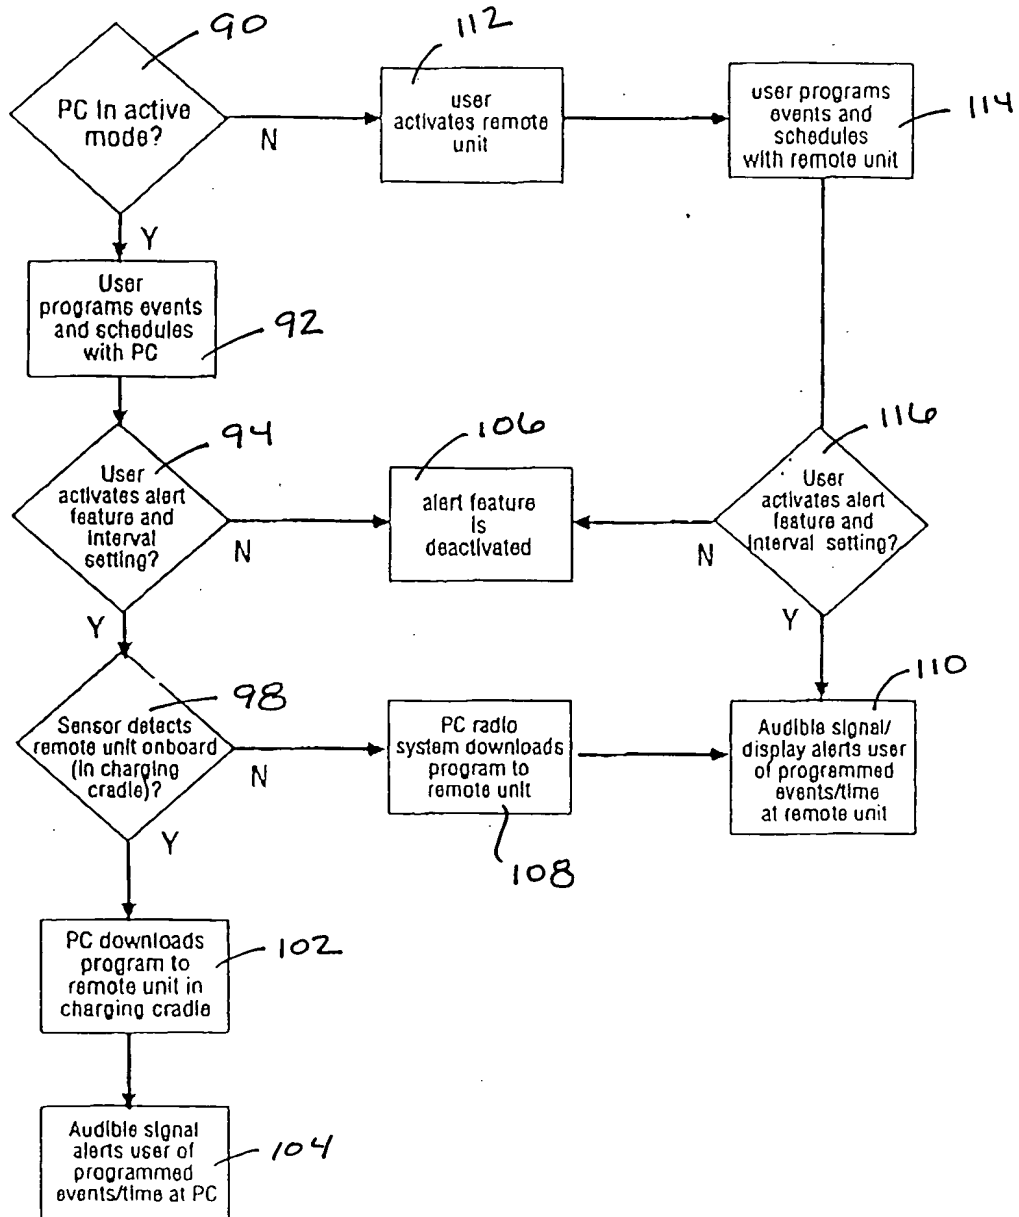 90
PC In active
mode?
N
Y
112
user
activates remote
unit
114
user programs
events and
schedules
with remote unit
User
programs events
and schedules
with PC
92
94
User
activates alert
feature and
interval
setting?
N
Y
106
alert feature
is
deactivated
116
User
activates alert
feature and
interval setting?
N
Y
98
Sensor detects
remote unit onboard
(in charging
cradle)?
N
Y
PC radio
system downloads
program to
remote unit
108
110
Audible signal/
display alerts user
of programmed
events/time
at remote unit
PC downloads
program to
remote unit in
charging cradle
102
Audible signal
alerts user of
programmed
events/time at PC
104